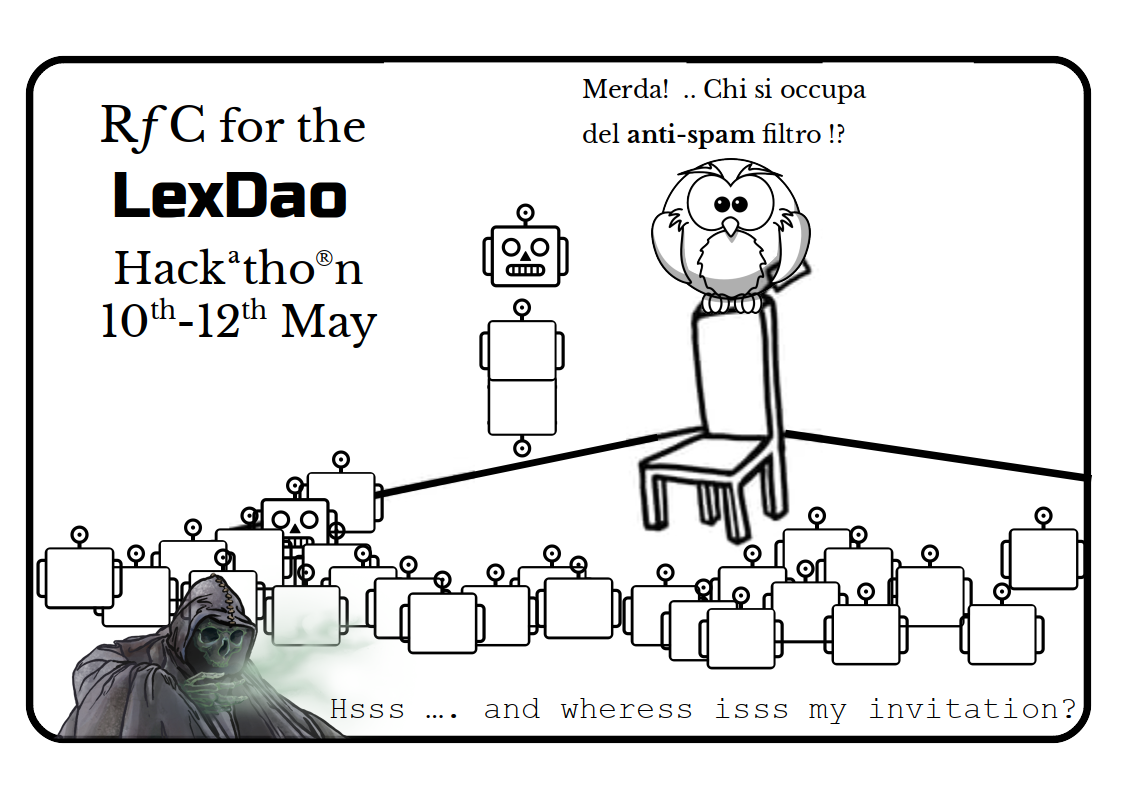 RfC for the
LexDao
Hackᵃtho®n
10th-12th May
Merda! .. Chi si occupa
del anti-spam filtro !?
Hsss …. and wheress isss my invitation?